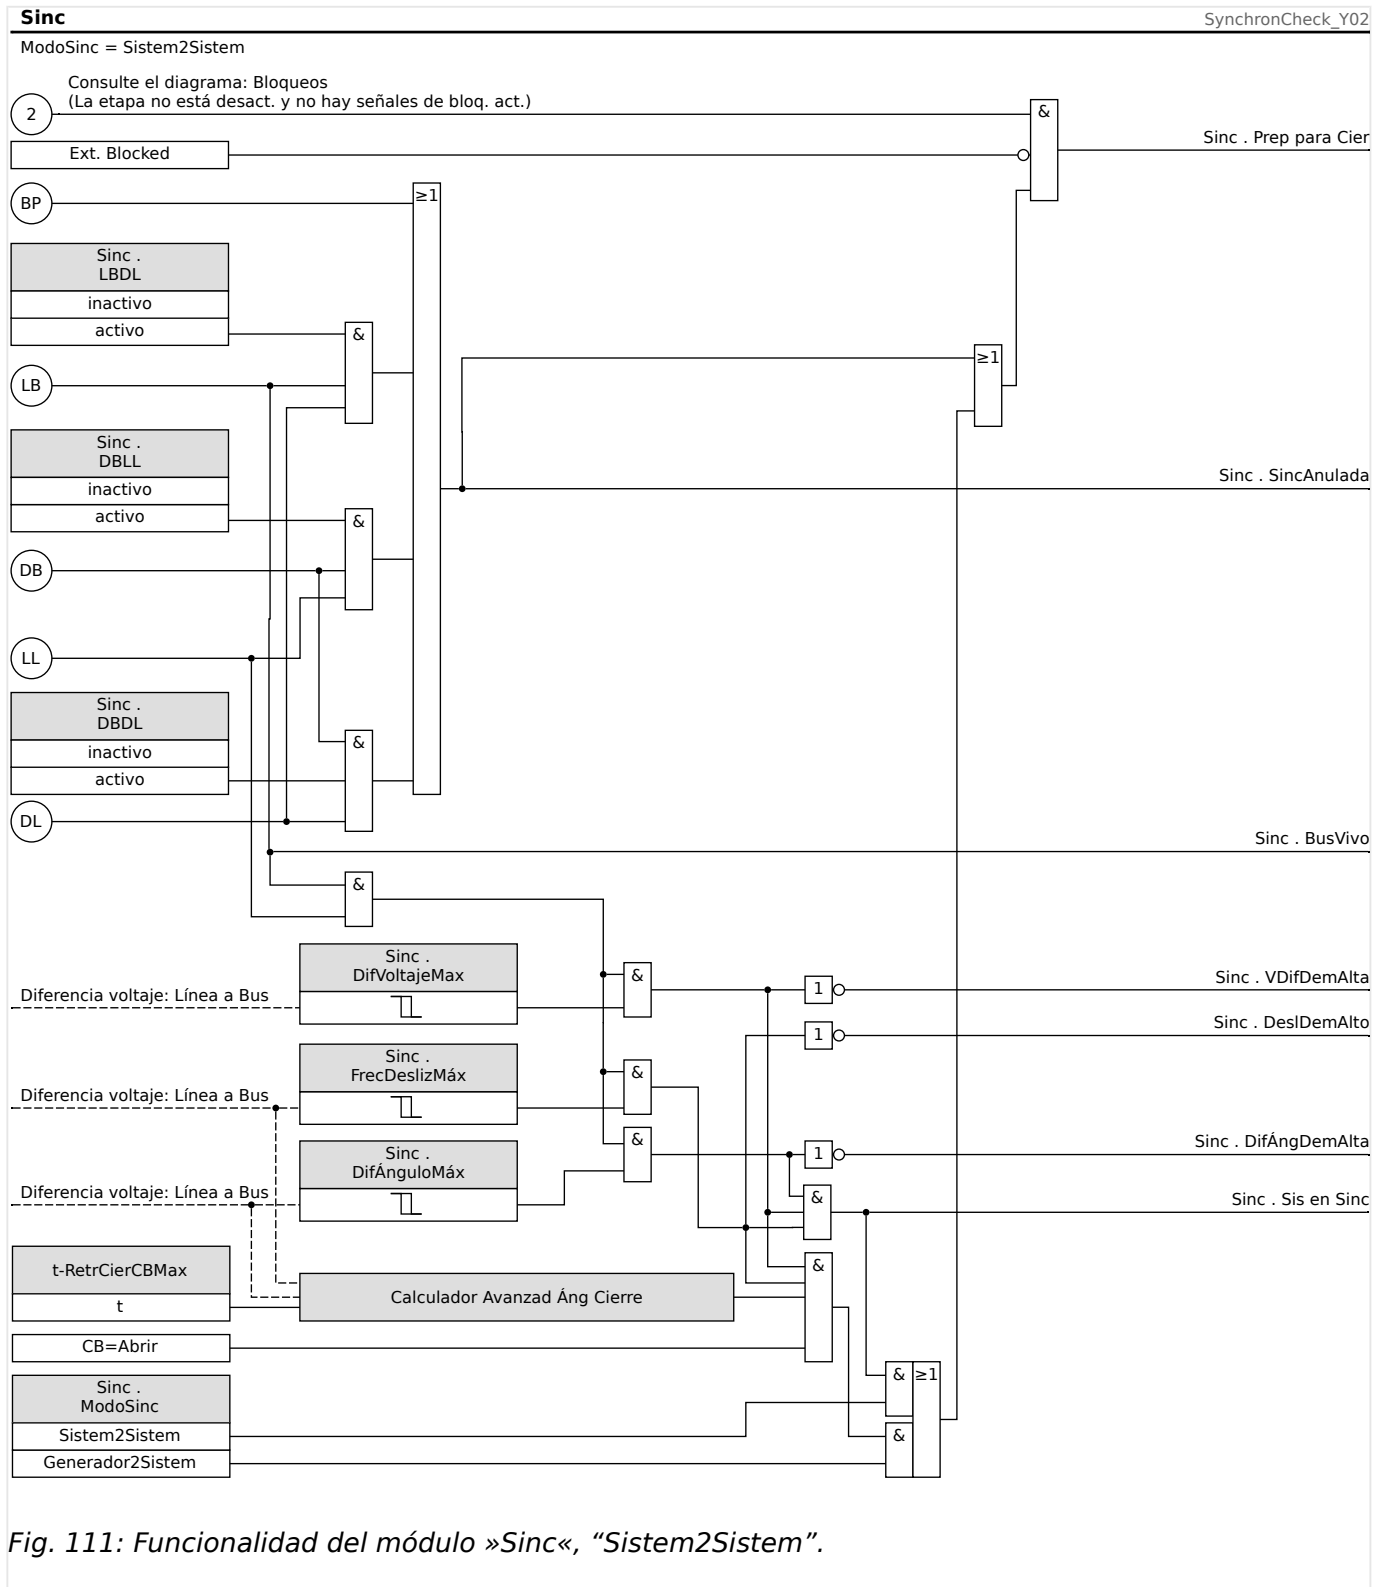 Sinc
SynchronCheck_Y02
ModoSinc = Sistem2Sistem
Consulte el diagrama: Bloqueos
(La etapa no está desact. y no hay señales de bloq. act.)
2
&
Sinc . Prep para Cier
Ext. Blocked
BP
≥1
Sinc .
LBDL
inactivo
activo
&
≥1
LB
Sinc .
DBLL
inactivo
activo
&
Sinc . SincAnulada
DB
LL
Sinc .
DBDL
inactivo
activo
&
DL
Sinc . BusVivo
&
Sinc .
DifVoltajeMax
Diferencia voltaje: Línea a Bus
&
1
Sinc . VDifDemAlta
1
Sinc . DeslDemAlto
Sinc .
FrecDeslizMáx
Diferencia voltaje: Línea a Bus
&
Sinc .
DifÁnguloMáx
Diferencia voltaje: Línea a Bus
&
1
Sinc . DifÁngDemAlta
&
Sinc . Sis en Sinc
t-RetrCierCBMax
t
Calculador Avanzad Áng Cierre
&
CB=Abrir
Sinc .
ModoSinc
Sistem2Sistem
Generador2Sistem
&
≥1
&
Fig. 111: Funcionalidad del módulo »Sinc«, “Sistem2Sistem”.